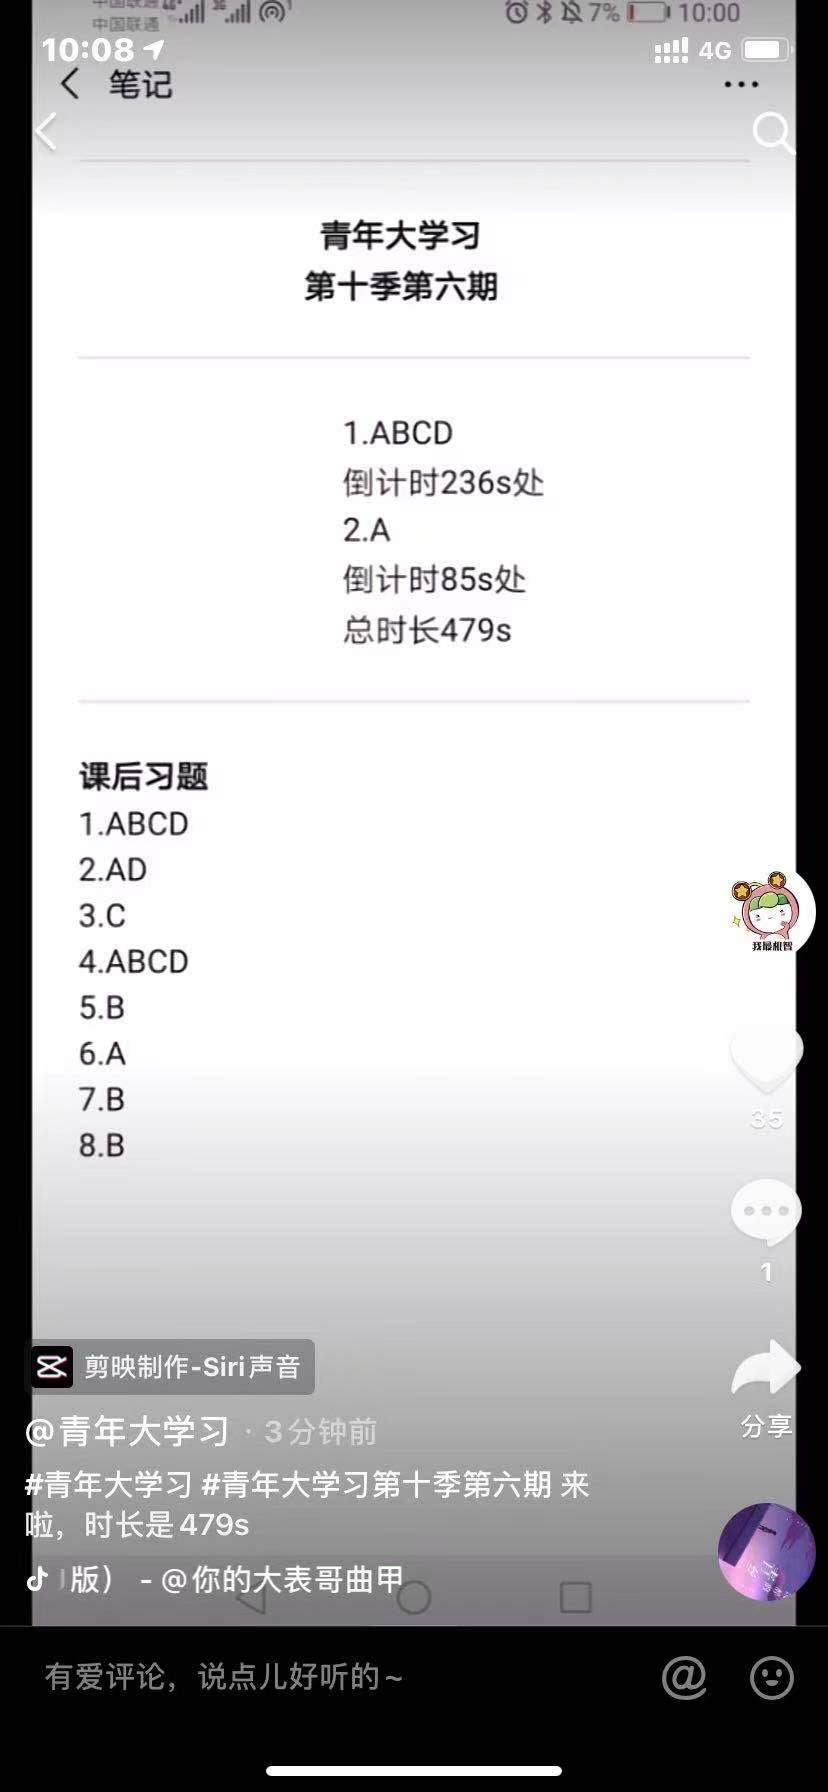 中国联通
中国联通
7% 10:00
10:08
4G
笔记
青年大学习
第十季第六期
1.ABCD
倒计时236s处
2.A
倒计时85s处
总时长479s
课后习题
1.ABCD
2.AD
3.C
4.ABCD
5.B
6.A
7.B
8.B
我最机智
35
1
分享
剪映制作-Siri声音
@青年大学习 · 3分钟前
#青年大学习 #青年大学习第十季第六期 来
啦，时长是479s
版） - @你的大表哥曲甲
有爱评论，说点儿好听的~